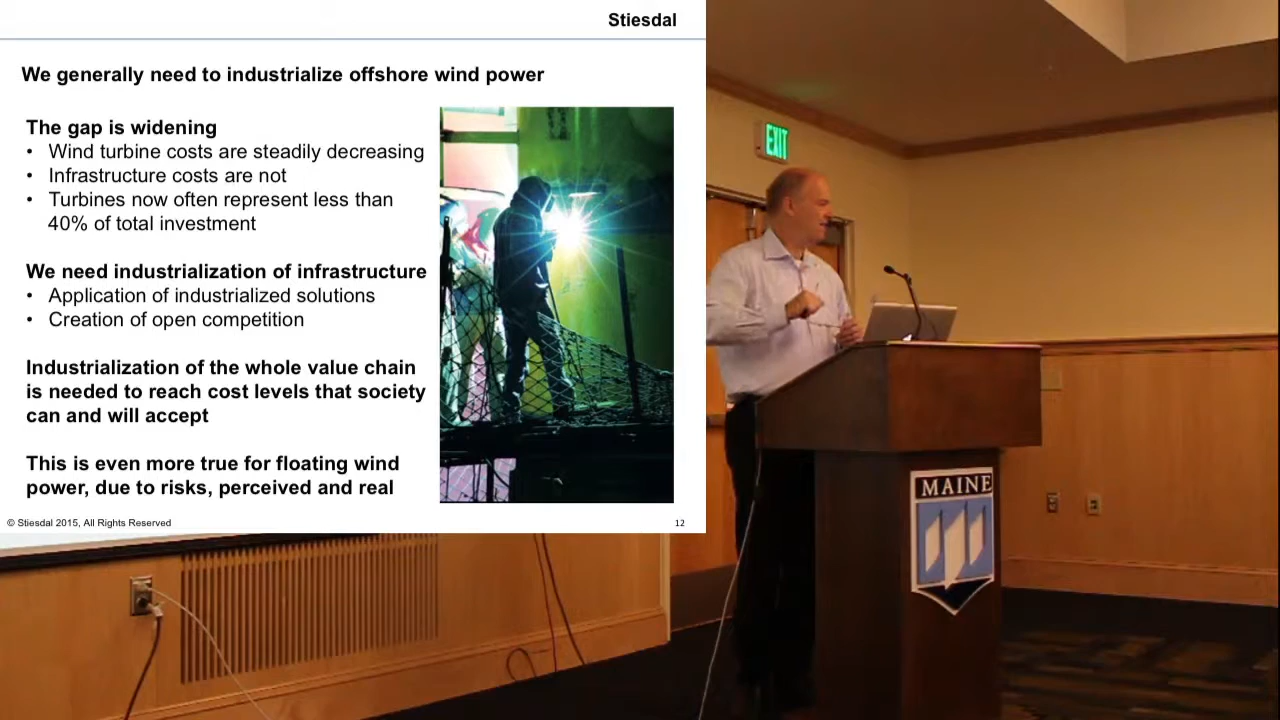 Stiesdal
We generally need to industrialize offshore wind power
The gap is widening
• Wind turbine costs are steadily decreasing
• Infrastructure costs are not
• Turbines now often represent less than
40% of total investment
We need industrialization of infrastructure
• Application of industrialized solutions
• Creation of open competition
Industrialization of the whole value chain
is needed to reach cost levels that society
can and will accept
This is even more true for floating wind
power, due to risks, perceived and real
© Stiesdal 2015, All Rights Reserved
12
EXIT
MAINE